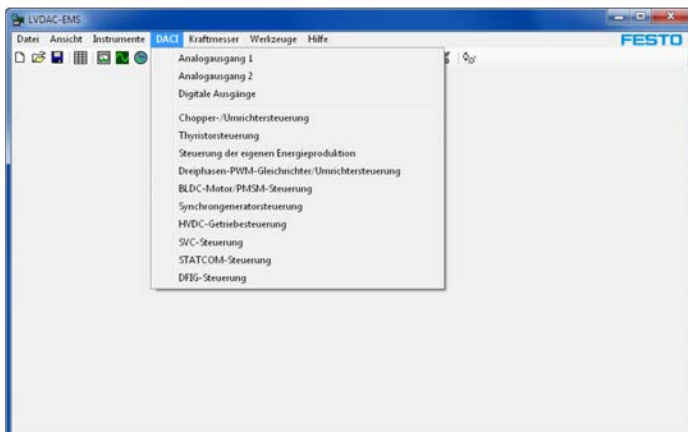 LVDAC-EMS
Datei Ansicht Instrumente DACI Kraftmesser Werkzeuge Hilfe
FESTO
Analogausgang 1
Analogausgang 2
Digitale Ausgänge
Chopper-/Umrichtersteuerung
Thyristorsteuerung
Steuerung der eigenen Energieproduktion
Dreiphasen-PWM-Gleichrichter/Umrichtersteuerung
BLDC-Motor/PMSM-Steuerung
Synchrongeneratorsteuerung
HVDC-Getriebesteuerung
SVC-Steuerung
STATCOM-Steuerung
DFIG-Steuerung